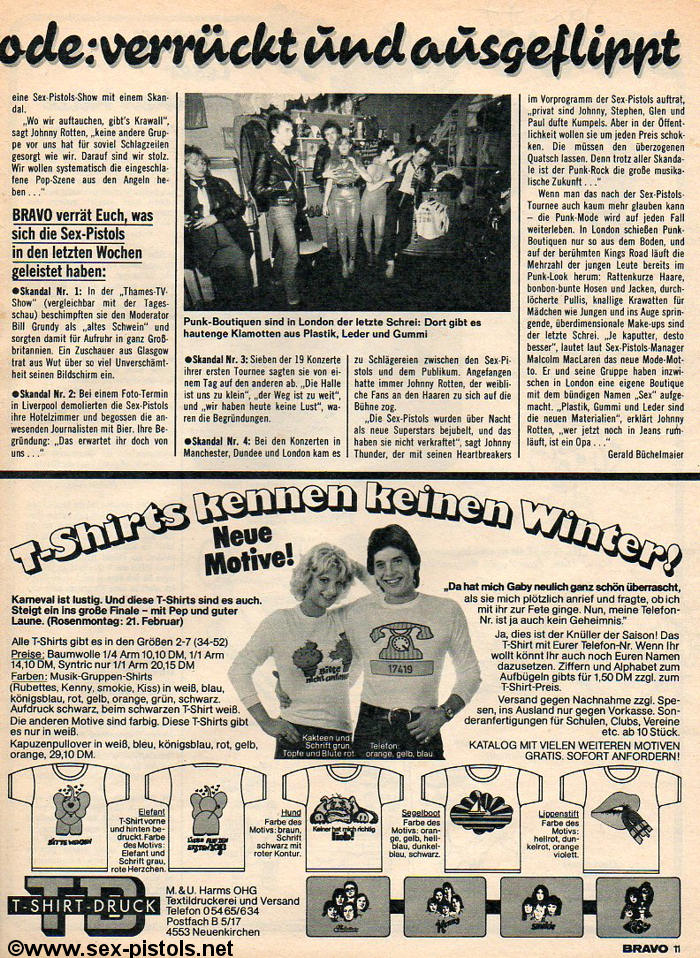 ode: verrückt und ausgeflippt
eine Sex-Pistols-Show mit einem Skan-
dal.
„Wo wir auftauchen, gibt's Krawall",
sagt Johnny Rotten, „keine andere Grup-
pe vor uns hat für soviel Schlagzeilen
gesorgt wie wir. Darauf sind wir stolz.
Wir wollen systematisch die eingeschla-
fene Pop-Szene aus den Angeln he-
ben . . ."
BRAVO verrät Euch, was
sich die Sex-Pistols
in den letzten Wochen
geleistet haben:
●Skandal Nr. 1: In der „Thames-TV-
Show" (vergleichbar mit der Tages-
schau) beschimpften sie den Moderator
Bill Grundy als „altes Schwein" und
sorgten damit für Aufruhr in ganz Groß-
britannien. Ein Zuschauer aus Glasgow
trat aus Wut über so viel Unverschämt-
heit seinen Bildschirm ein.
●Skandal Nr. 2: Bei einem Foto-Termin
in Liverpool demolierten die Sex-Pistols
ihre Hotelzimmer und begossen die an-
wesenden Journalisten mit Bier. Ihre Be-
gründung: „Das erwartet ihr doch von
uns . . ."
Punk-Boutiquen sind in London der letzte Schrei: Dort gibt es
hautenge Klamotten aus Plastik, Leder und Gummi
●Skandal Nr. 3: Sieben der 19 Konzerte
ihrer ersten Tournee sagten sie von ei-
nem Tag auf den anderen ab. „Die Halle
ist uns zu klein", „der Weg ist zu weit",
und „wir haben heute keine Lust", wa-
ren die Begründungen.
●Skandal Nr. 4: Bei den Konzerten in
Manchester, Dundee und London kam es
zu Schlägereien zwischen den Sex-Pi-
stols und dem Publikum. Angefangen
hatte immer Johnny Rotten, der weibli-
che Fans an den Haaren zu sich auf die
Bühne zog.
„Die Sex-Pistols wurden über Nacht
als neue Superstars bejubelt, und das
haben sie nicht verkraftet", sagt Johnny
Thunder, der mit seinen Heartbreakers
im Vorprogramm der Sex-Pistols auftrat,
„privat sind Johnny, Stephen, Glen und
Paul dufte Kumpels. Aber in der Öffent-
lichkeit wollen sie um jeden Preis schok-
ken. Die müssen den überzogenen
Quatsch lassen. Denn trotz aller Skanda-
le ist der Punk-Rock die große musika-
lische Zukunft . . ."
Wenn man das nach der Sex-Pistols-
Tournee auch kaum mehr glauben kann
– die Punk-Mode wird auf jeden Fall
weiterleben. In London schießen Punk-
Boutiquen nur so aus dem Boden, und
auf der berühmten Kings Road läuft die
Mehrzahl der jungen Leute bereits im
Punk-Look herum: Rattenkurze Haare,
bonbon-bunte Hosen und Jacken, durch-
löcherte Pullis, knallige Krawatten für
Mädchen wie Jungen und ins Auge sprin-
gende, überdimensionale Make-ups sind
der letzte Schrei. „Je kaputter, desto
besser", lautet laut Sex-Pistols-Manager
Malcolm MacLaren das neue Mode-Mot-
to. Er und seine Gruppe haben inzwi-
schen in London eine eigene Boutique
mit dem bündigen Namen „Sex" aufge-
macht. „Plastik, Gummi und Leder sind
die neuen Materialien", erklärt Johnny
Rotten, „wer jetzt noch in Jeans rum-
läuft, ist ein Opa . . ."
Gerald Büchelmaier
T-Shirts kennen keinen Winter!
Neue
Motive!
Karneval ist lustig. Und diese T-Shirts sind es auch.
Steigt ein ins große Finale – mit Pep und guter
Laune. (Rosenmontag: 21. Februar)
Alle T-Shirts gibt es in den Größen 2-7 (34-52)
Preise: Baumwolle 1/4 Arm 10,10 DM, 1/1 Arm
14,10 DM, Syntric nur 1/1 Arm 20,15 DM
Farben: Musik-Gruppen-Shirts
(Rubettes, Kenny, smokie, Kiss) in weiß, blau,
königsblau, rot, gelb, orange, grün, schwarz.
Aufdruck schwarz, beim schwarzen T-Shirt weiß.
Die anderen Motive sind farbig. Diese T-Shirts gibt
es nur in weiß.
Kapuzenpullover in weiß, bleu, königsblau, rot, gelb,
orange, 29,10 DM.
Bitte
nicht anfassen
17419
Kakteen und
Schrift grün
Töpfe und Blüte rot.
Telefon:
orange, gelb, blau.
„Da hat mich Gaby neulich ganz schön überrascht,
als sie mich plötzlich anrief und fragte, ob ich
mit ihr zur Fete ginge. Nun, meine Telefon-
Nr. ist ja auch kein Geheimnis."
Ja, dies ist der Knüller der Saison! Das
T-Shirt mit Eurer Telefon-Nr. Wenn Ihr
wollt könnt Ihr auch noch Euren Namen
dazusetzen. Ziffern und Alphabet zum
Aufbügeln gibts für 1,50 DM zzgl. zum
T-Shirt-Preis.
Versand gegen Nachnahme zzgl. Spe-
sen, ins Ausland nur gegen Vorkasse. Son-
deranfertigungen für Schulen, Clubs, Vereine
etc. ab 10 Stück.
KATALOG MIT VIELEN WEITEREN MOTIVEN
GRATIS. SOFORT ANFORDERN!
BITTE WENDEN
Elefant
T-Shirt vorne
und hinten be-
druckt. Farbe
des Motivs:
Elefant und
Schrift grau,
rote Herzchen.
Hund
Farbe des
Motivs: braun,
Schrift
schwarz mit
roter Kontur.
Keiner hat mich richtig
lieb!
Segelboot
Farbe des
Motivs: oran-
ge, gelb, hell-
blau, dunkel-
blau, schwarz.
Lippenstift
Farbe des
Motivs:
hellrot, dun-
kelrot, orange
violett.
TD
T-SHIRT-DRUCK
M. & U. Harms OHG
Textildruckerei und Versand
Telefon 0 54 65/634
Postfach B 5/17
4553 Neuenkirchen
Rubettes
Kenny
smokie
Kiss
©www.sex-pistols.net
BRAVO 11